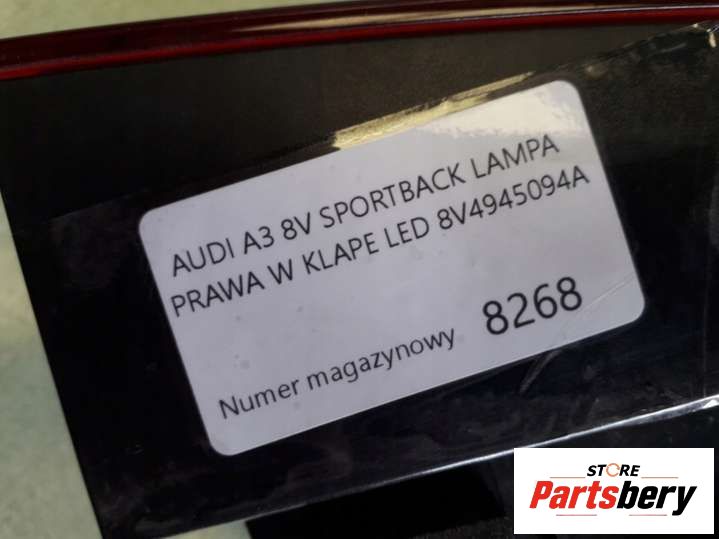 AUDI A3 8V SPORTBACK LAMPA
PRAWA W KLAPE LED 8V4945094A
Numer magazynowy 8268
STORE
Partsbery